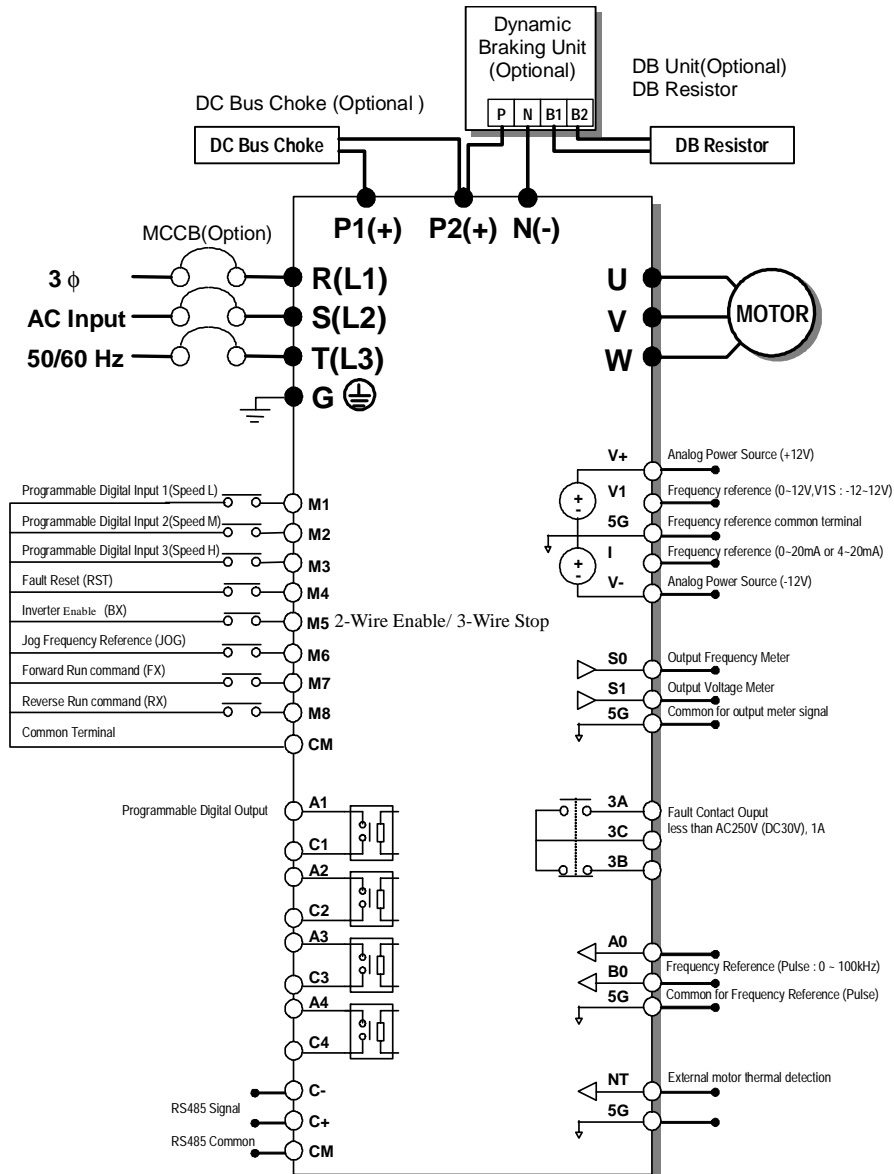 Dynamic
Braking Unit
(Optional)
P N B1 B2
DB Unit(Optional)
DB Resistor
DC Bus Choke (Optional )
DC Bus Choke
DB Resistor
P1(+) P2(+) N(-)
MCCB(Option)
3 ϕ
AC Input
50/60 Hz
R(L1)
S(L2)
T(L3)
G
U
V
W
MOTOR
Programmable Digital Input 1(Speed L)
M1
Programmable Digital Input 2(Speed M)
M2
Programmable Digital Input 3(Speed H)
M3
Fault Reset (RST)
M4
Inverter Enable (BX)
M5 2-Wire Enable/ 3-Wire Stop
Jog Frequency Reference (JOG)
M6
Forward Run command (FX)
M7
Reverse Run command (RX)
M8
Common Terminal
CM
V+ Analog Power Source (+12V)
+
-
V1 Frequency reference (0~12V,V1S : -12~12V)
5G Frequency reference common terminal
+
-
I Frequency reference (0~20mA or 4~20mA)
V- Analog Power Source (-12V)
S0 Output Frequency Meter
S1 Output Voltage Meter
5G Common for output meter signal
Programmable Digital Output
A1
C1
A2
C2
A3
C3
A4
C4
3A
3C
3B
Fault Contact Ouput
less than AC250V (DC30V), 1A
A0
B0
Frequency Reference (Pulse : 0 ~ 100kHz)
5G Common for Frequency Reference (Pulse)
NT External motor thermal detection
5G
C-
RS485 Signal
C+
RS485 Common
CM